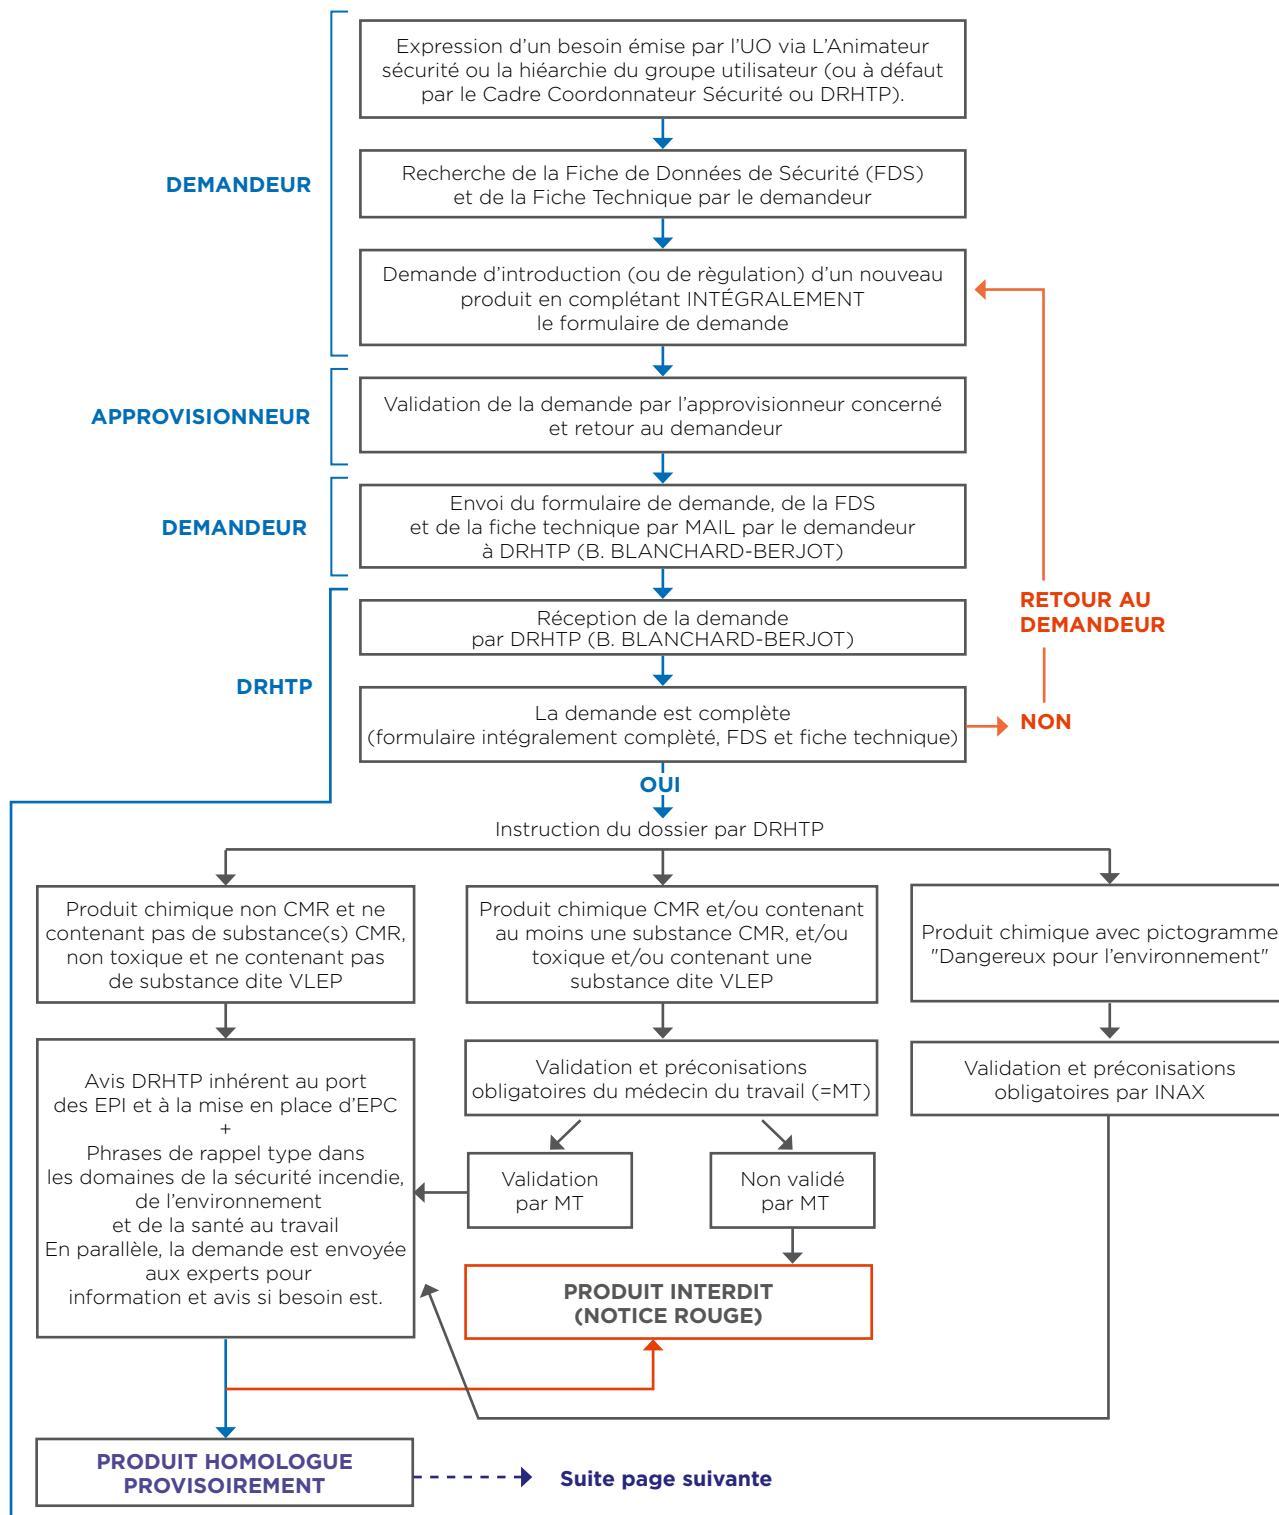 Expression d’un besoin émise par l’UO via L’Animateur
sécurité ou la hiéarchie du groupe utilisateur (ou à défaut
par le Cadre Coordonnateur Sécurité ou DRHTP).
DEMANDEUR
Recherche de la Fiche de Données de Sécurité (FDS)
et de la Fiche Technique par le demandeur
Demande d’introduction (ou de règulation) d’un nouveau
produit en complétant INTÉGRALEMENT
le formulaire de demande
APPROVISIONNEUR
Validation de la demande par l’approvisionneur concerné
et retour au demandeur
DEMANDEUR
Envoi du formulaire de demande, de la FDS
et de la fiche technique par MAIL par le demandeur
à DRHTP (B. BLANCHARD-BERJOT)
RETOUR AU
DEMANDEUR
Réception de la demande
par DRHTP (B. BLANCHARD-BERJOT)
DRHTP
La demande est complète
(formulaire intégralement complèté, FDS et fiche technique)
NON
OUI
Instruction du dossier par DRHTP
Produit chimique non CMR et ne
contenant pas de substance(s) CMR,
non toxique et ne contenant pas
de substance dite VLEP
Produit chimique CMR et/ou contenant
au moins une substance CMR, et/ou
toxique et/ou contenant une
substance dite VLEP
Produit chimique avec pictogramme
"Dangereux pour l’environnement"
Avis DRHTP inhérent au port
des EPI et à la mise en place d’EPC
+
Phrases de rappel type dans
les domaines de la sécurité incendie,
de l’environnement
et de la santé au travail
En parallèle, la demande est envoyée
aux experts pour
information et avis si besoin est.
Validation et préconisations
obligatoires du médecin du travail (=MT)
Validation et préconisations
obligatoires par INAX
Validation
par MT
Non validé
par MT
PRODUIT INTERDIT
(NOTICE ROUGE)
PRODUIT HOMOLOGUE
PROVISOIREMENT
Suite page suivante